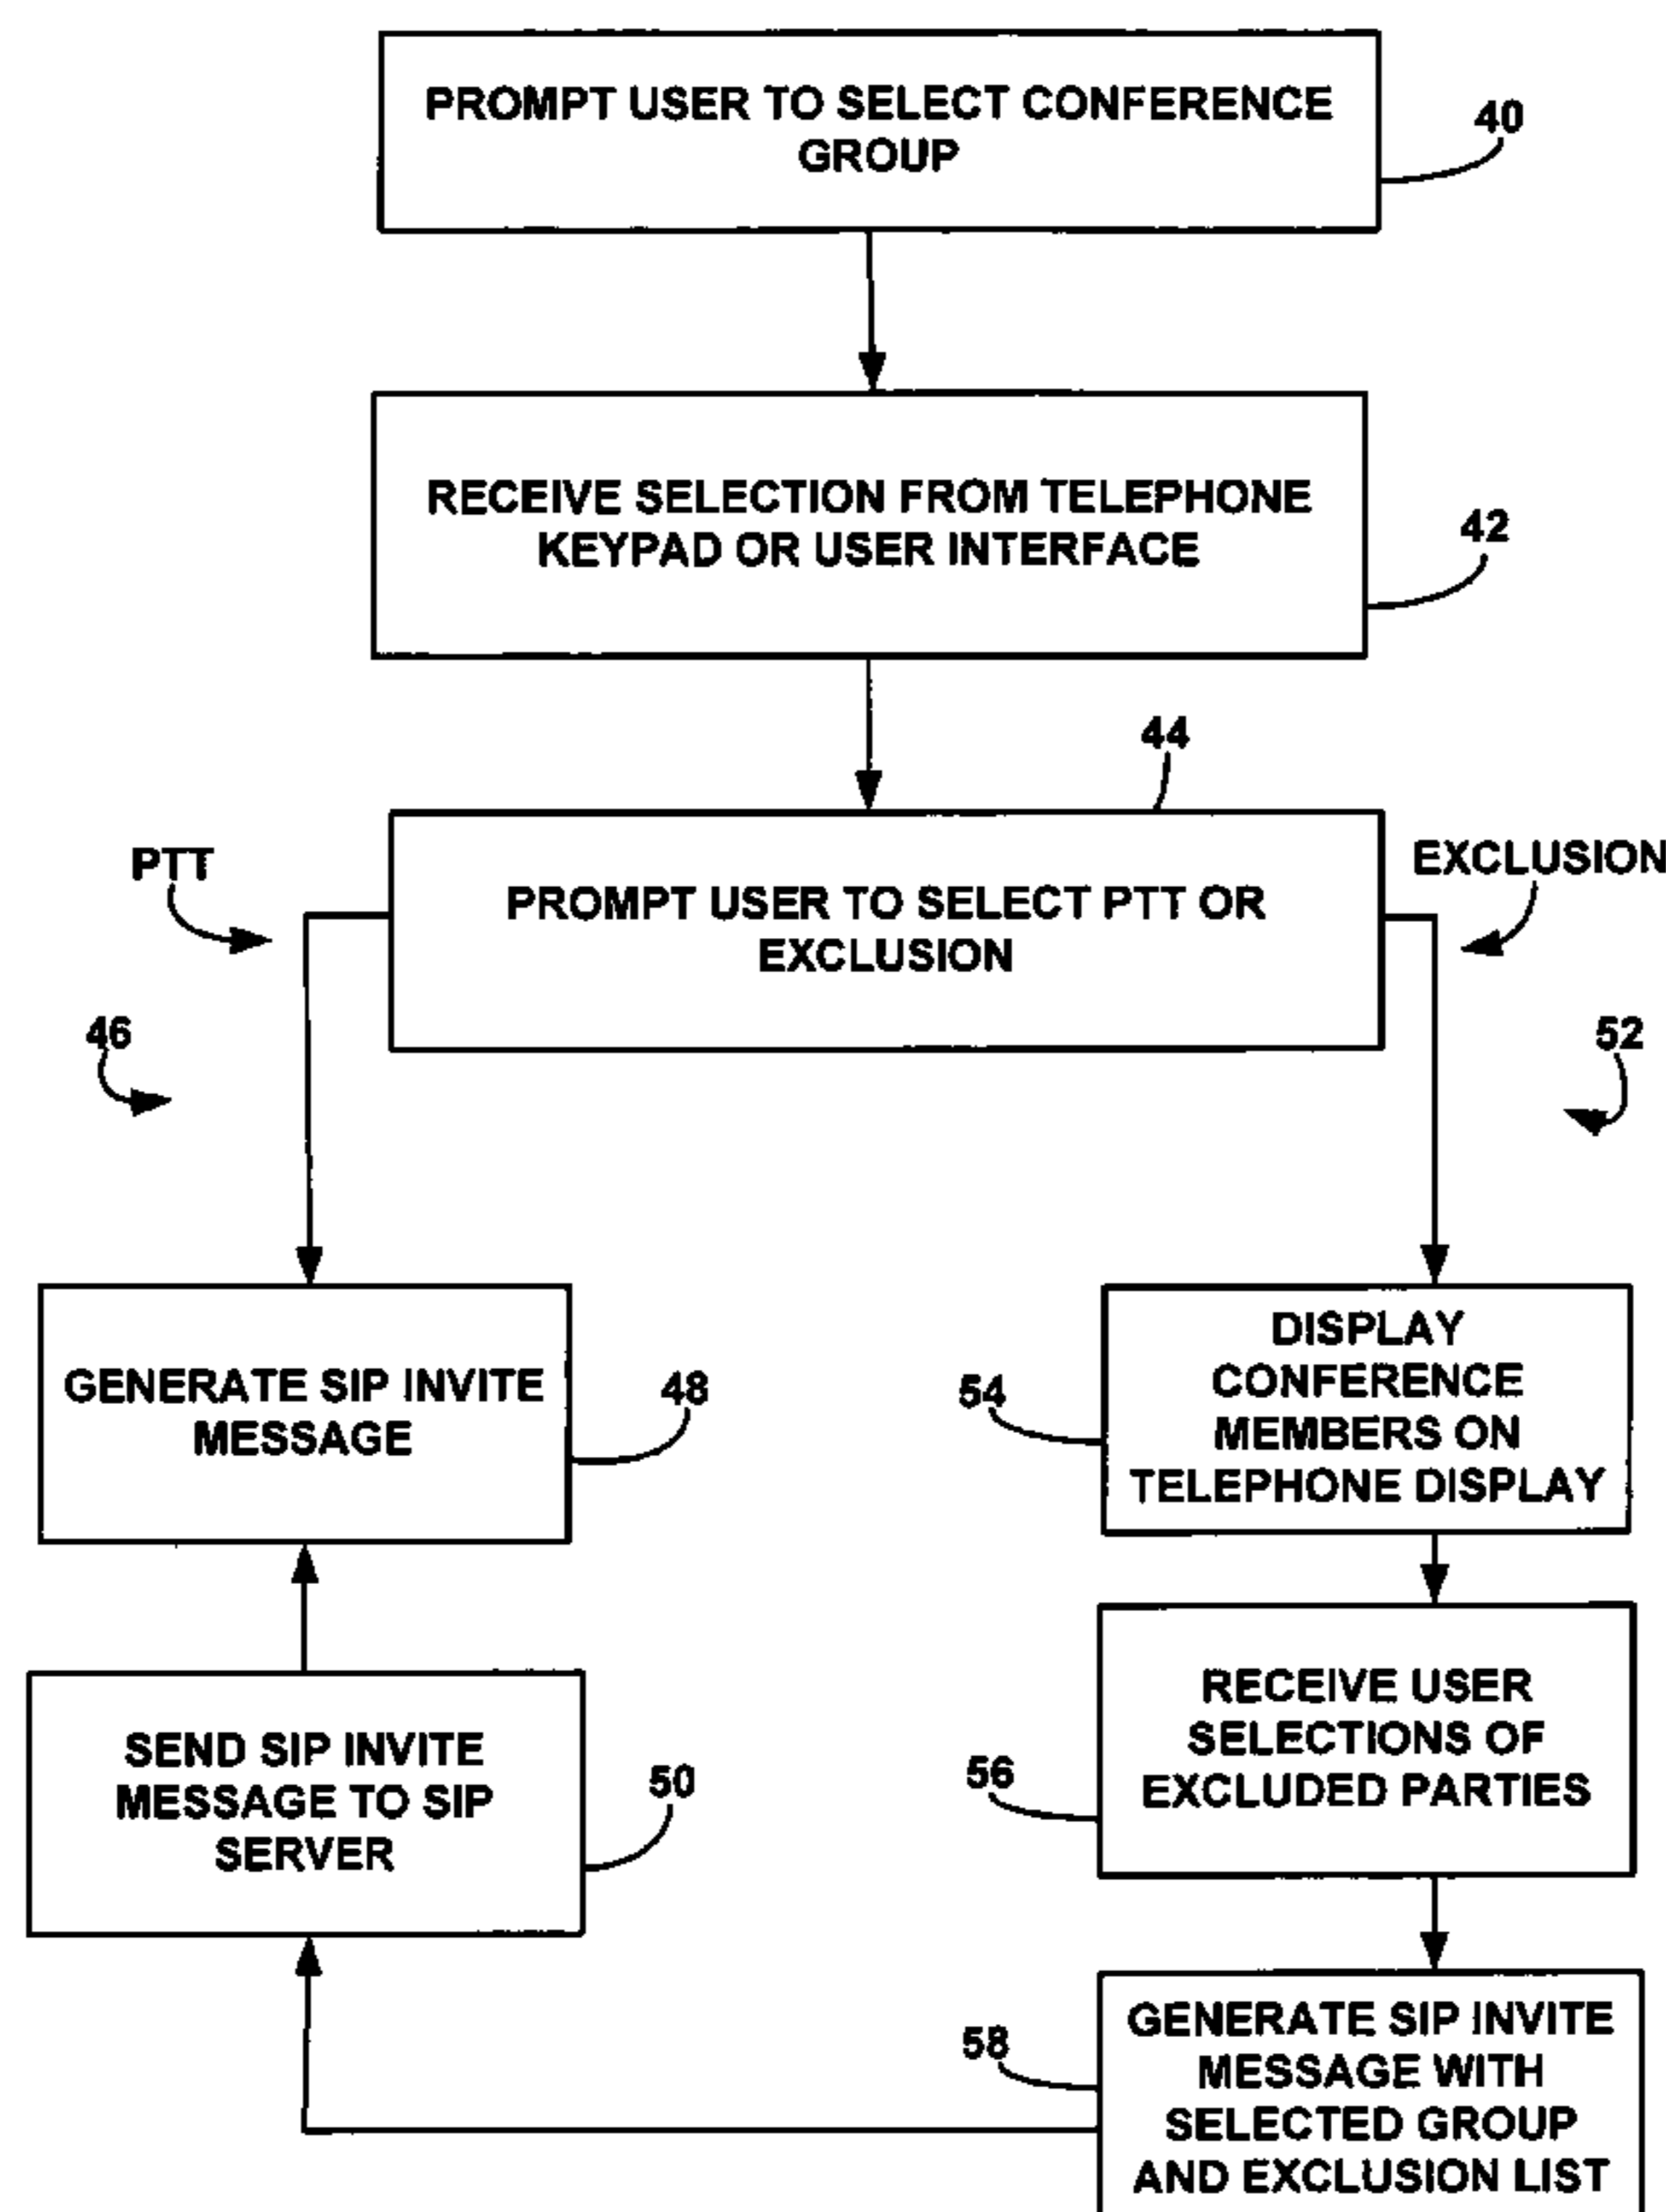 PROMPT USER TO SELECT CONFERENCE
GROUP
40
RECEIVE SELECTION FROM TELEPHONE
KEYPAD OR USER INTERFACE
42
44
PTT
PROMPT USER TO SELECT PTT OR
EXCLUSION
EXCLUSION
46
52
GENERATE SIP INVITE
MESSAGE
48
54
DISPLAY
CONFERENCE
MEMBERS ON
TELEPHONE DISPLAY
SEND SIP INVITE
MESSAGE TO SIP
SERVER
50
56
RECEIVE USER
SELECTIONS OF
EXCLUDED PARTIES
58
GENERATE SIP INVITE
MESSAGE WITH
SELECTED GROUP
AND EXCLUSION LIST